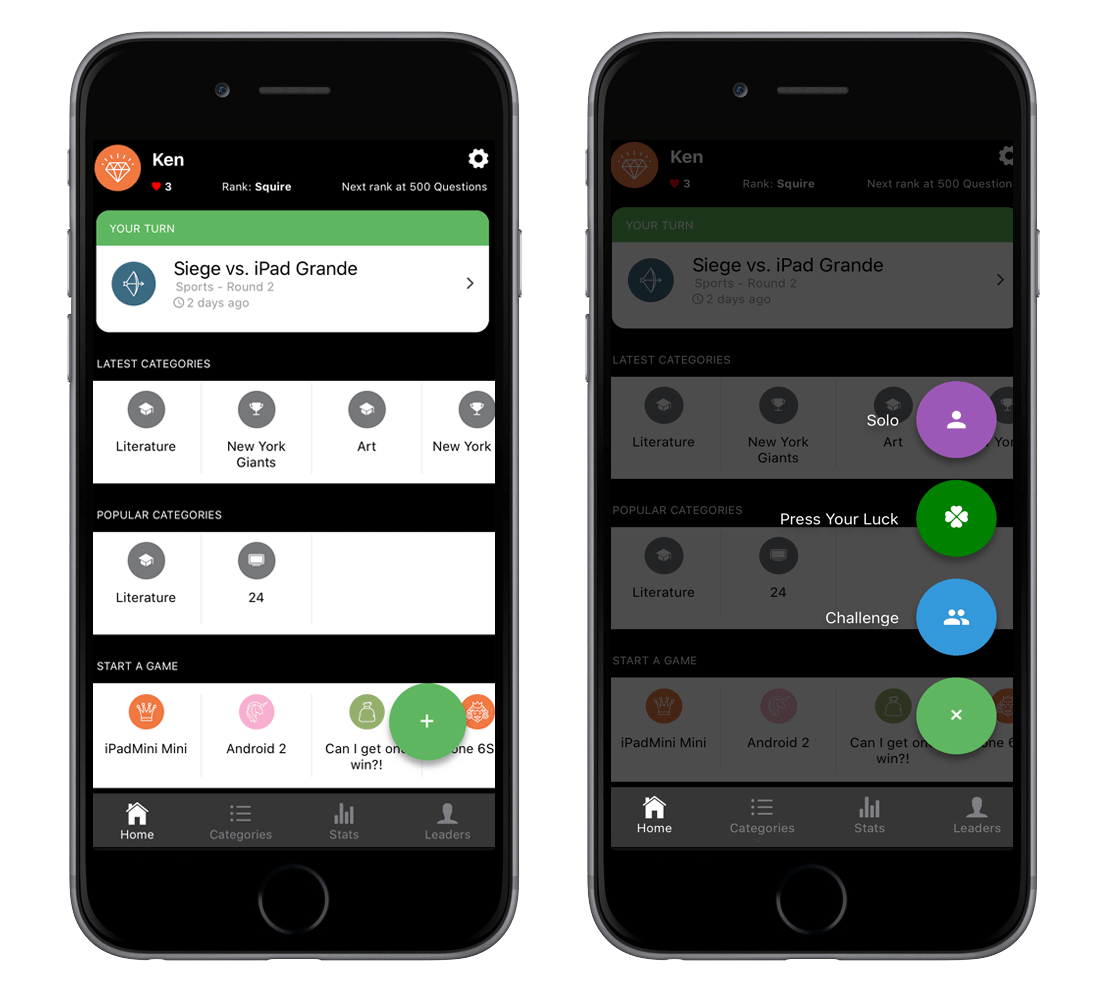 Ken
3 Rank: Squire Next rank at 500 Questions
YOUR TURN
Siege vs. iPad Grande
Sports - Round 2
2 days ago
LATEST CATEGORIES
Literature
New York
Giants
Art
New York
POPULAR CATEGORIES
Literature
24
START A GAME
iPadMini Mini
Android 2
Can I get one
win?!
one 6S
+
Home
Categories
Stats
Leaders
Ken
3 Rank: Squire Next rank at 500 Question
YOUR TURN
Siege vs. iPad Grande
Sports - Round 2
2 days ago
LATEST CATEGORIES
Literature
New York
Giants
Art
Yor
Solo
POPULAR CATEGORIES
Press Your Luck
Literature
24
Challenge
START A GAME
iPadMini Mini
Android 2
Can I get one
win?!
ne 6
×
Home
Categories
Stats
Leaders